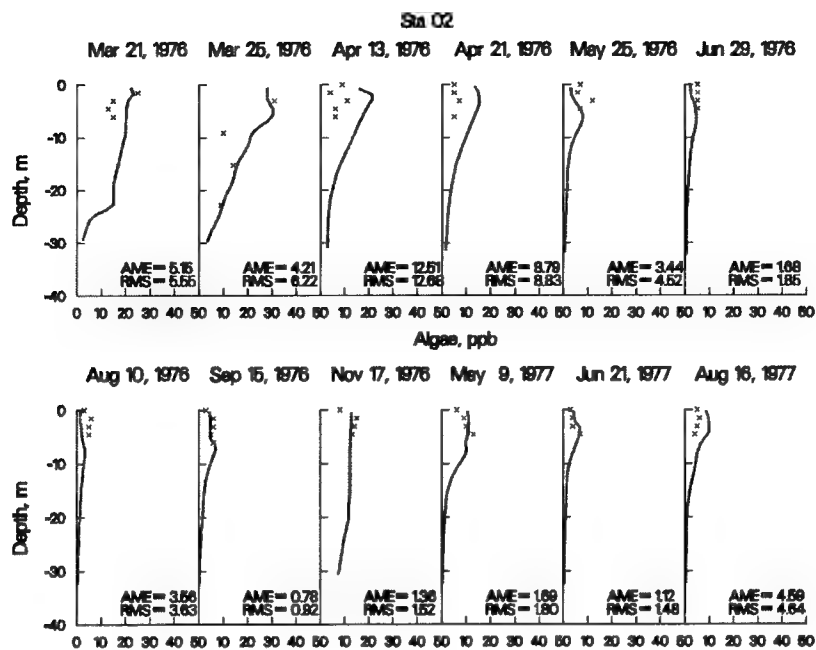 Sta 02
Mar 21, 1976 Mar 25, 1976 Apr 13, 1976 Apr 21, 1976 May 25, 1976 Jun 29, 1976
0
-10
-20
-30
-40
Depth, m
AME = 5.15 AME = 4.21 AME = 12.51 AME = 8.79 AME = 3.44 AME = 1.69
RMS = 5.55 RMS = 6.22 RMS = 12.68 RMS = 8.83 RMS = 4.52 RMS = 1.85
0 10 20 30 40 50 10 20 30 40 50 10 20 30 40 50 10 20 30 40 50 10 20 30 40 50 10 20 30 40 50
Algae, ppb
Aug 10, 1976 Sep 15, 1976 Nov 17, 1976 May 9, 1977 Jun 21, 1977 Aug 16, 1977
0
-10
-20
-30
-40
Depth, m
AME = 3.56 AME = 0.78 AME = 1.36 AME = 1.69 AME = 1.12 AME = 4.59
RMS = 3.63 RMS = 0.92 RMS = 1.52 RMS = 1.80 RMS = 1.48 RMS = 4.64
0 10 20 30 40 50 10 20 30 40 50 10 20 30 40 50 10 20 30 40 50 10 20 30 40 50 10 20 30 40 50